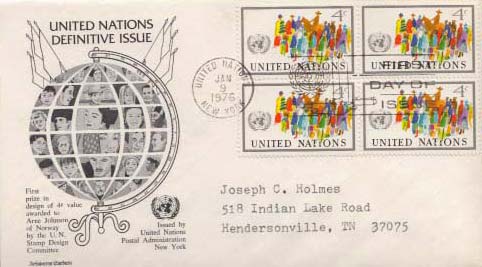 UNITED NATIONS
DEFINITIVE ISSUE
First
prize in
design of 4¢ value
awarded to
Arne Johnson
of Norway
by the U.N.
Stamp Design
Committee
Issued by
United Nations
Postal Administration
New York
UNITED NATIONS
JAN
9
1976
NEW YORK
FIRST
DAY OF
ISSUE
4c
UNITED NATIONS
4c
UNITED NATIONS
4c
UNITED NATIONS
4c
UNITED NATIONS
Joseph C. Holmes
518 Indian Lake Road
Hendersonville, TN 37075